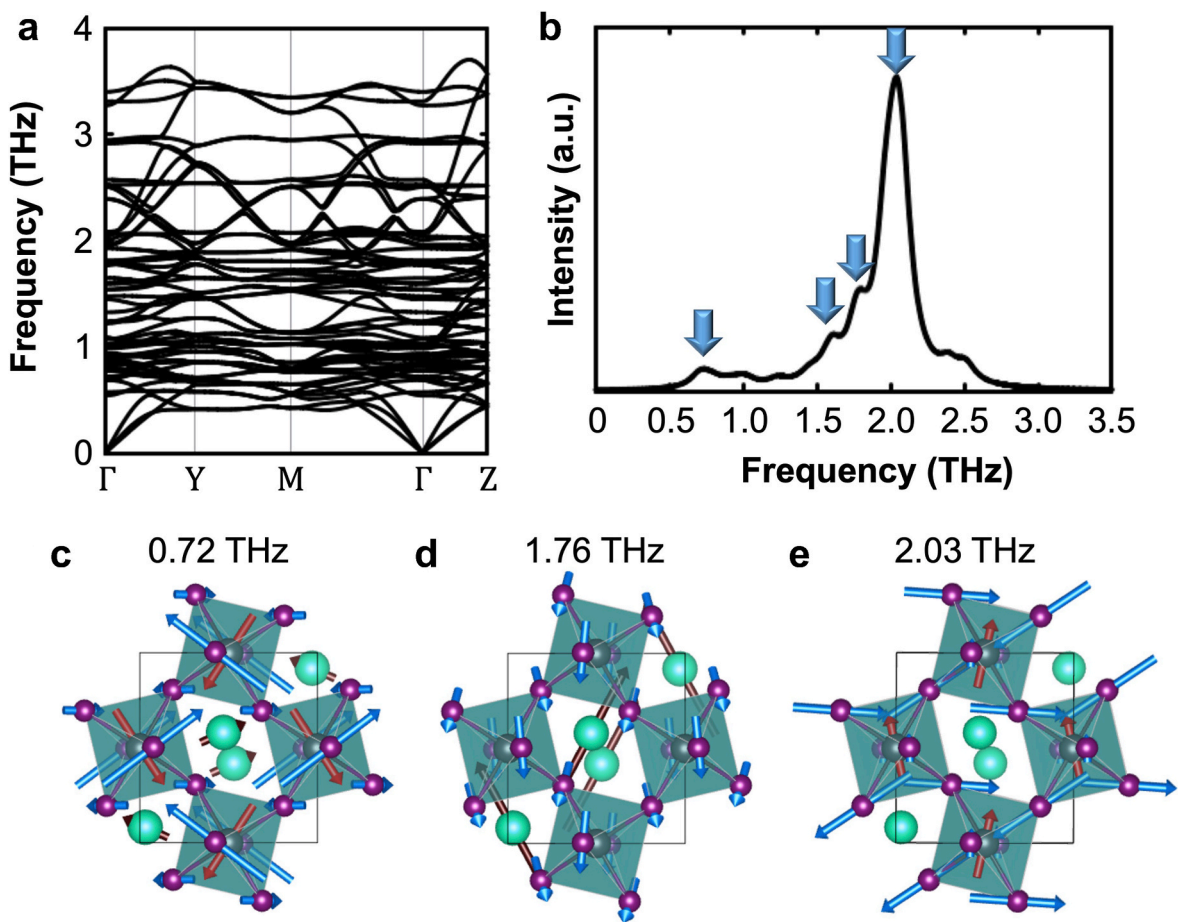 a
4
3
2
1
0
Frequency (THz)
Γ Y M Γ Z
b
Intensity (a.u.)
0 0.5 1.0 1.5 2.0 2.5 3.0 3.5
Frequency (THz)
c 0.72 THz
d 1.76 THz
e 2.03 THz